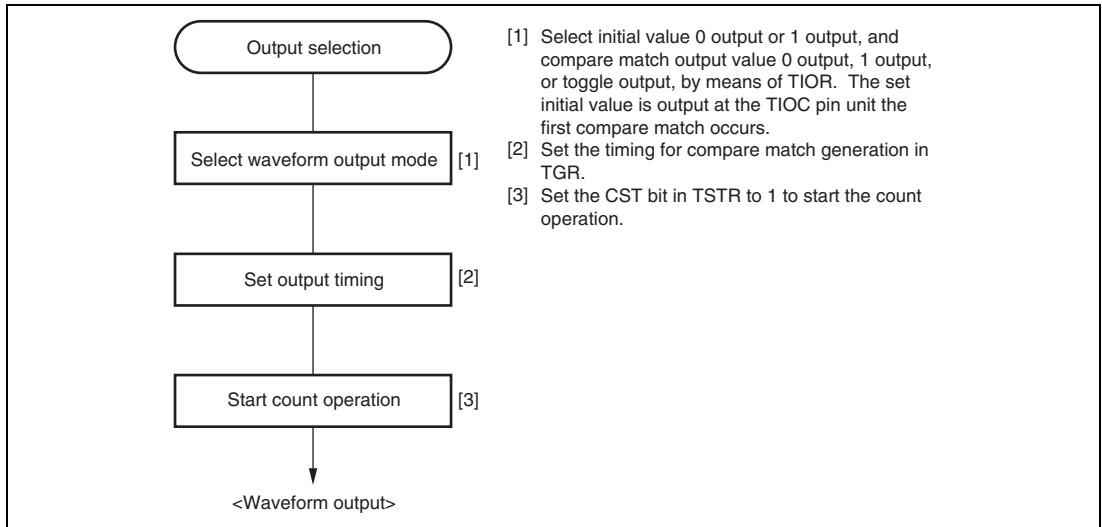 Output selection
Select waveform output mode
[1]
Set output timing
[2]
Start count operation
[3]
<Waveform output>
[1] Select initial value 0 output or 1 output, and
compare match output value 0 output, 1 output,
or toggle output, by means of TIOR. The set
initial value is output at the TIOC pin unit the
first compare match occurs.
[2] Set the timing for compare match generation in
TGR.
[3] Set the CST bit in TSTR to 1 to start the count
operation.